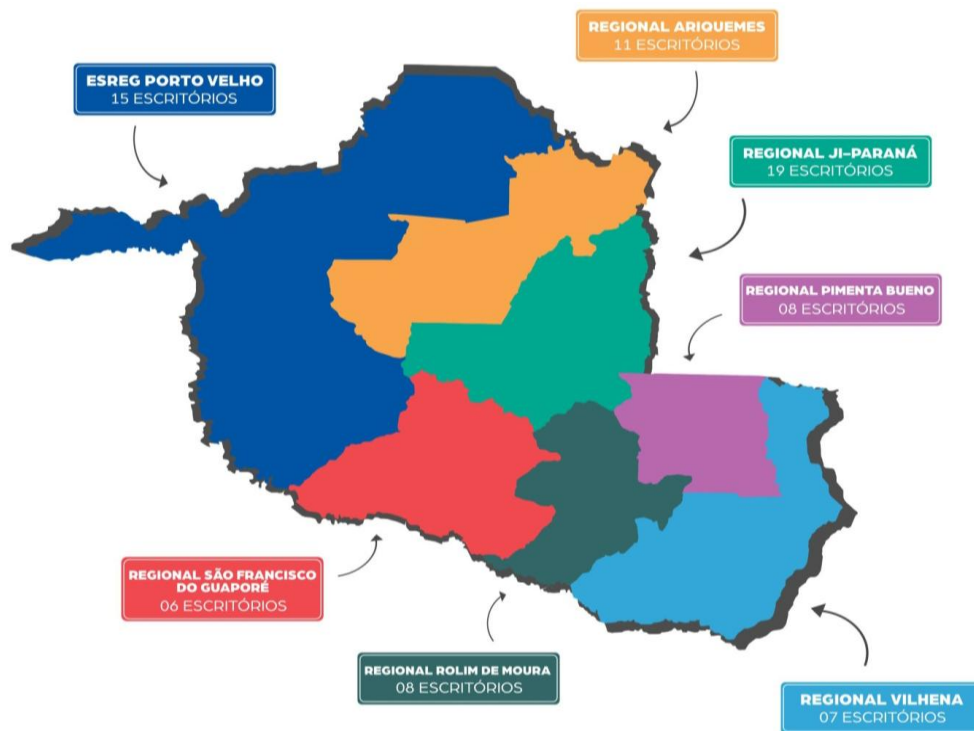 REGIONAL ARIQUEMES
11 ESCRITÓRIOS
ESREG PORTO VELHO
15 ESCRITÓRIOS
REGIONAL JI-PARANÁ
19 ESCRITÓRIOS
REGIONAL PIMENTA BUENO
08 ESCRITÓRIOS
REGIONAL SÃO FRANCISCO
DO GUAPORÉ
06 ESCRITÓRIOS
REGIONAL ROLIM DE MOURA
08 ESCRITÓRIOS
REGIONAL VILHENA
07 ESCRITÓRIOS